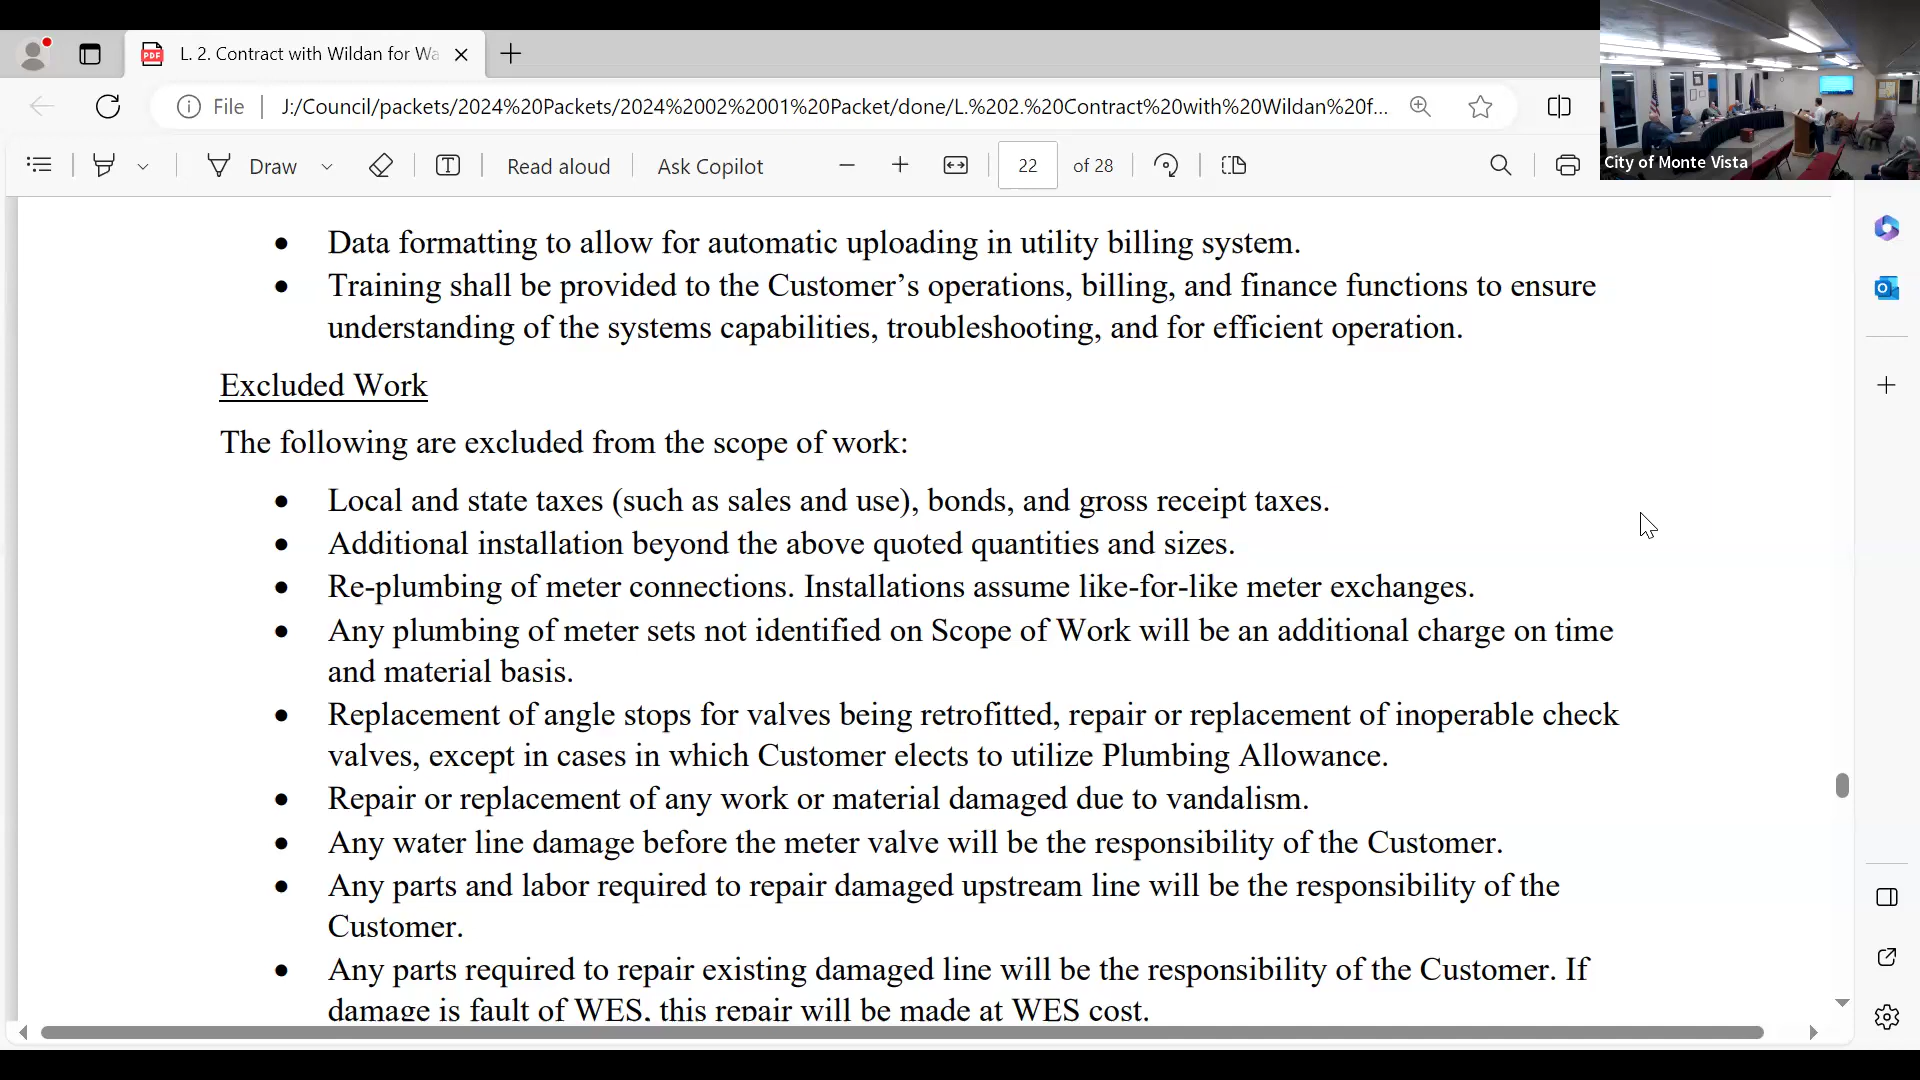 L. 2. Contract with Wildan for Wa
File
J:/Council/packets/2024%20Packets/2024%2002%2001%20Packet/done/L.%202.%20Contract%20with%20Wildan%20f...
Draw
Read aloud
Ask Copilot
22 of 28
City of Monte Vista
• Data formatting to allow for automatic uploading in utility billing system.
• Training shall be provided to the Customer’s operations, billing, and finance functions to ensure
understanding of the systems capabilities, troubleshooting, and for efficient operation.
Excluded Work
The following are excluded from the scope of work:
• Local and state taxes (such as sales and use), bonds, and gross receipt taxes.
• Additional installation beyond the above quoted quantities and sizes.
• Re-plumbing of meter connections. Installations assume like-for-like meter exchanges.
• Any plumbing of meter sets not identified on Scope of Work will be an additional charge on time
and material basis.
• Replacement of angle stops for valves being retrofitted, repair or replacement of inoperable check
valves, except in cases in which Customer elects to utilize Plumbing Allowance.
• Repair or replacement of any work or material damaged due to vandalism.
• Any water line damage before the meter valve will be the responsibility of the Customer.
• Any parts and labor required to repair damaged upstream line will be the responsibility of the
Customer.
• Any parts required to repair existing damaged line will be the responsibility of the Customer. If
damage is fault of WES, this repair will be made at WES cost.